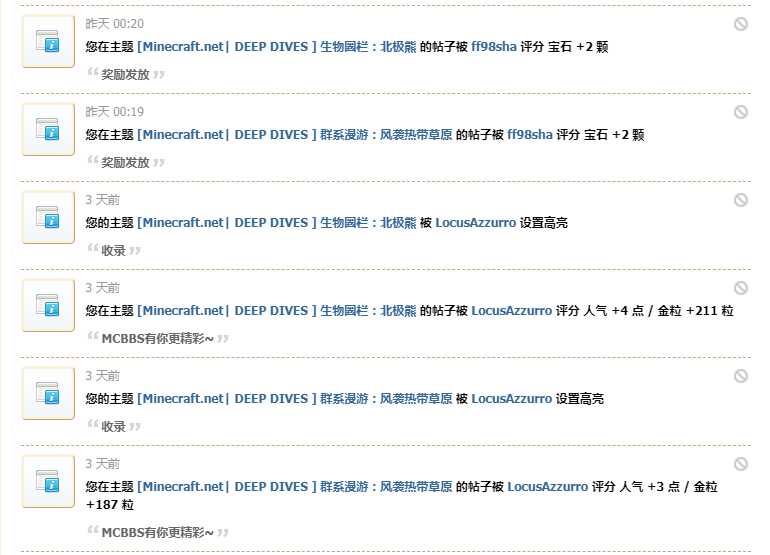 昨天 00:20
您在主题 [Minecraft.net| DEEP DIVES ] 生物园栏：北极熊 的帖子被 ff98sha 评分 宝石 +2 颗
“ 奖励发放 ”
昨天 00:19
您在主题 [Minecraft.net| DEEP DIVES ] 群系漫游：风袭热带草原 的帖子被 ff98sha 评分 宝石 +2 颗
“ 奖励发放 ”
3 天前
您的主题 [Minecraft.net| DEEP DIVES ] 生物园栏：北极熊 被 LocusAzzurro 设置高亮
“ 收录 ”
3 天前
您在主题 [Minecraft.net| DEEP DIVES ] 生物园栏：北极熊 的帖子被 LocusAzzurro 评分 人气 +4 点 / 金粒 +211 粒
“ MCBBS有你更精彩~ ”
3 天前
您的主题 [Minecraft.net| DEEP DIVES ] 群系漫游：风袭热带草原 被 LocusAzzurro 设置高亮
“ 收录 ”
3 天前
您在主题 [Minecraft.net| DEEP DIVES ] 群系漫游：风袭热带草原 的帖子被 LocusAzzurro 评分 人气 +3 点 / 金粒
+187 粒
“ MCBBS有你更精彩~ ”